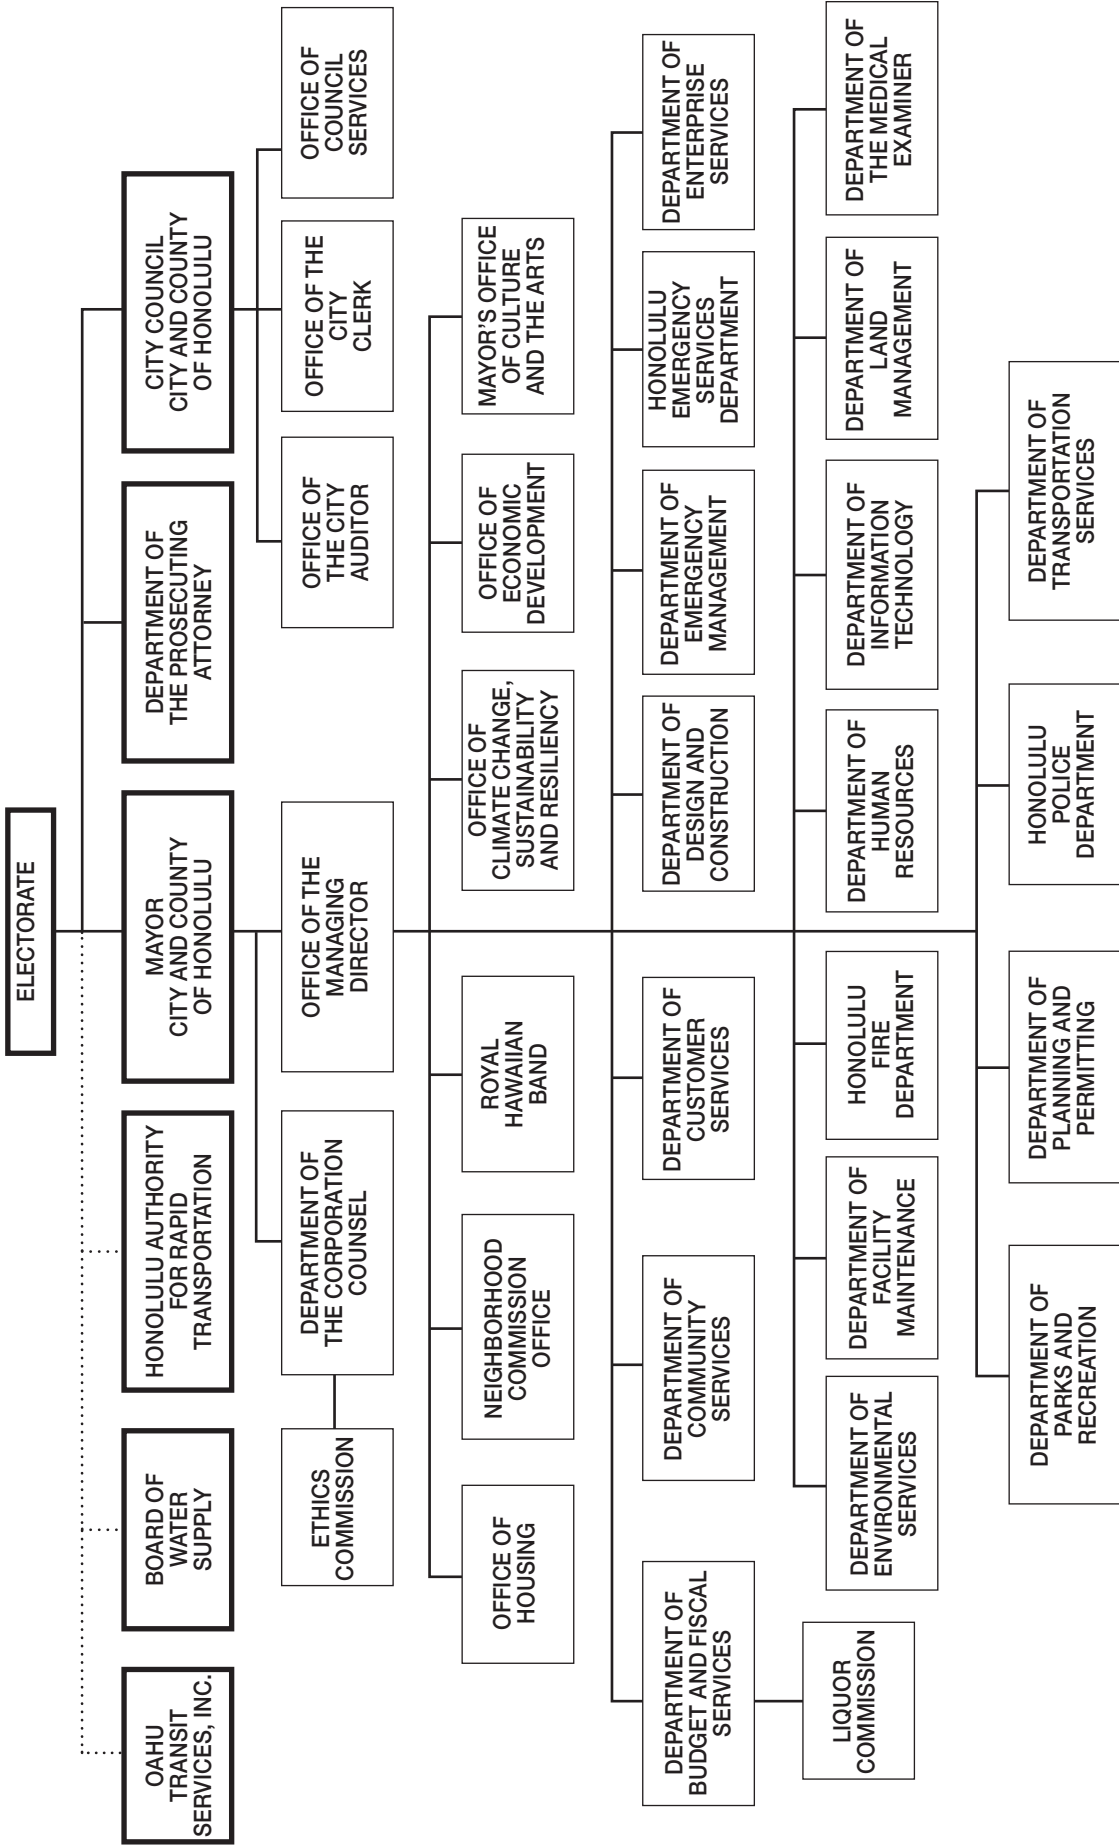 ELECTORATE
OAHU
TRANSIT
SERVICES, INC.
BOARD OF
WATER
SUPPLY
HONOLULU AUTHORITY
FOR RAPID
TRANSPORTATION
MAYOR
CITY AND COUNTY
OF HONOLULU
DEPARTMENT OF
THE PROSECUTING
ATTORNEY
CITY COUNCIL
CITY AND COUNTY
OF HONOLULU
ETHICS
COMMISSION
DEPARTMENT OF
THE CORPORATION
COUNSEL
OFFICE OF THE
MANAGING
DIRECTOR
OFFICE OF
THE CITY
AUDITOR
OFFICE OF THE
CITY
CLERK
OFFICE OF
COUNCIL
SERVICES
OFFICE OF
HOUSING
NEIGHBORHOOD
COMMISSION
OFFICE
ROYAL
HAWAIIAN
BAND
OFFICE OF
CLIMATE CHANGE,
SUSTAINABILITY
AND RESILIENCY
OFFICE OF
ECONOMIC
DEVELOPMENT
MAYOR'S OFFICE
OF CULTURE
AND THE ARTS
DEPARTMENT OF
BUDGET AND FISCAL
SERVICES
DEPARTMENT OF
COMMUNITY
SERVICES
DEPARTMENT OF
CUSTOMER
SERVICES
DEPARTMENT OF
DESIGN AND
CONSTRUCTION
DEPARTMENT OF
EMERGENCY
MANAGEMENT
HONOLULU
EMERGENCY
SERVICES
DEPARTMENT
DEPARTMENT OF
ENTERPRISE
SERVICES
LIQUOR
COMMISSION
DEPARTMENT OF
ENVIRONMENTAL
SERVICES
DEPARTMENT OF
FACILITY
MAINTENANCE
HONOLULU
FIRE
DEPARTMENT
DEPARTMENT OF
HUMAN
RESOURCES
DEPARTMENT OF
INFORMATION
TECHNOLOGY
DEPARTMENT OF
LAND
MANAGEMENT
DEPARTMENT OF
THE MEDICAL
EXAMINER
DEPARTMENT OF
PARKS AND
RECREATION
DEPARTMENT OF
PLANNING AND
PERMITTING
HONOLULU
POLICE
DEPARTMENT
DEPARTMENT OF
TRANSPORTATION
SERVICES